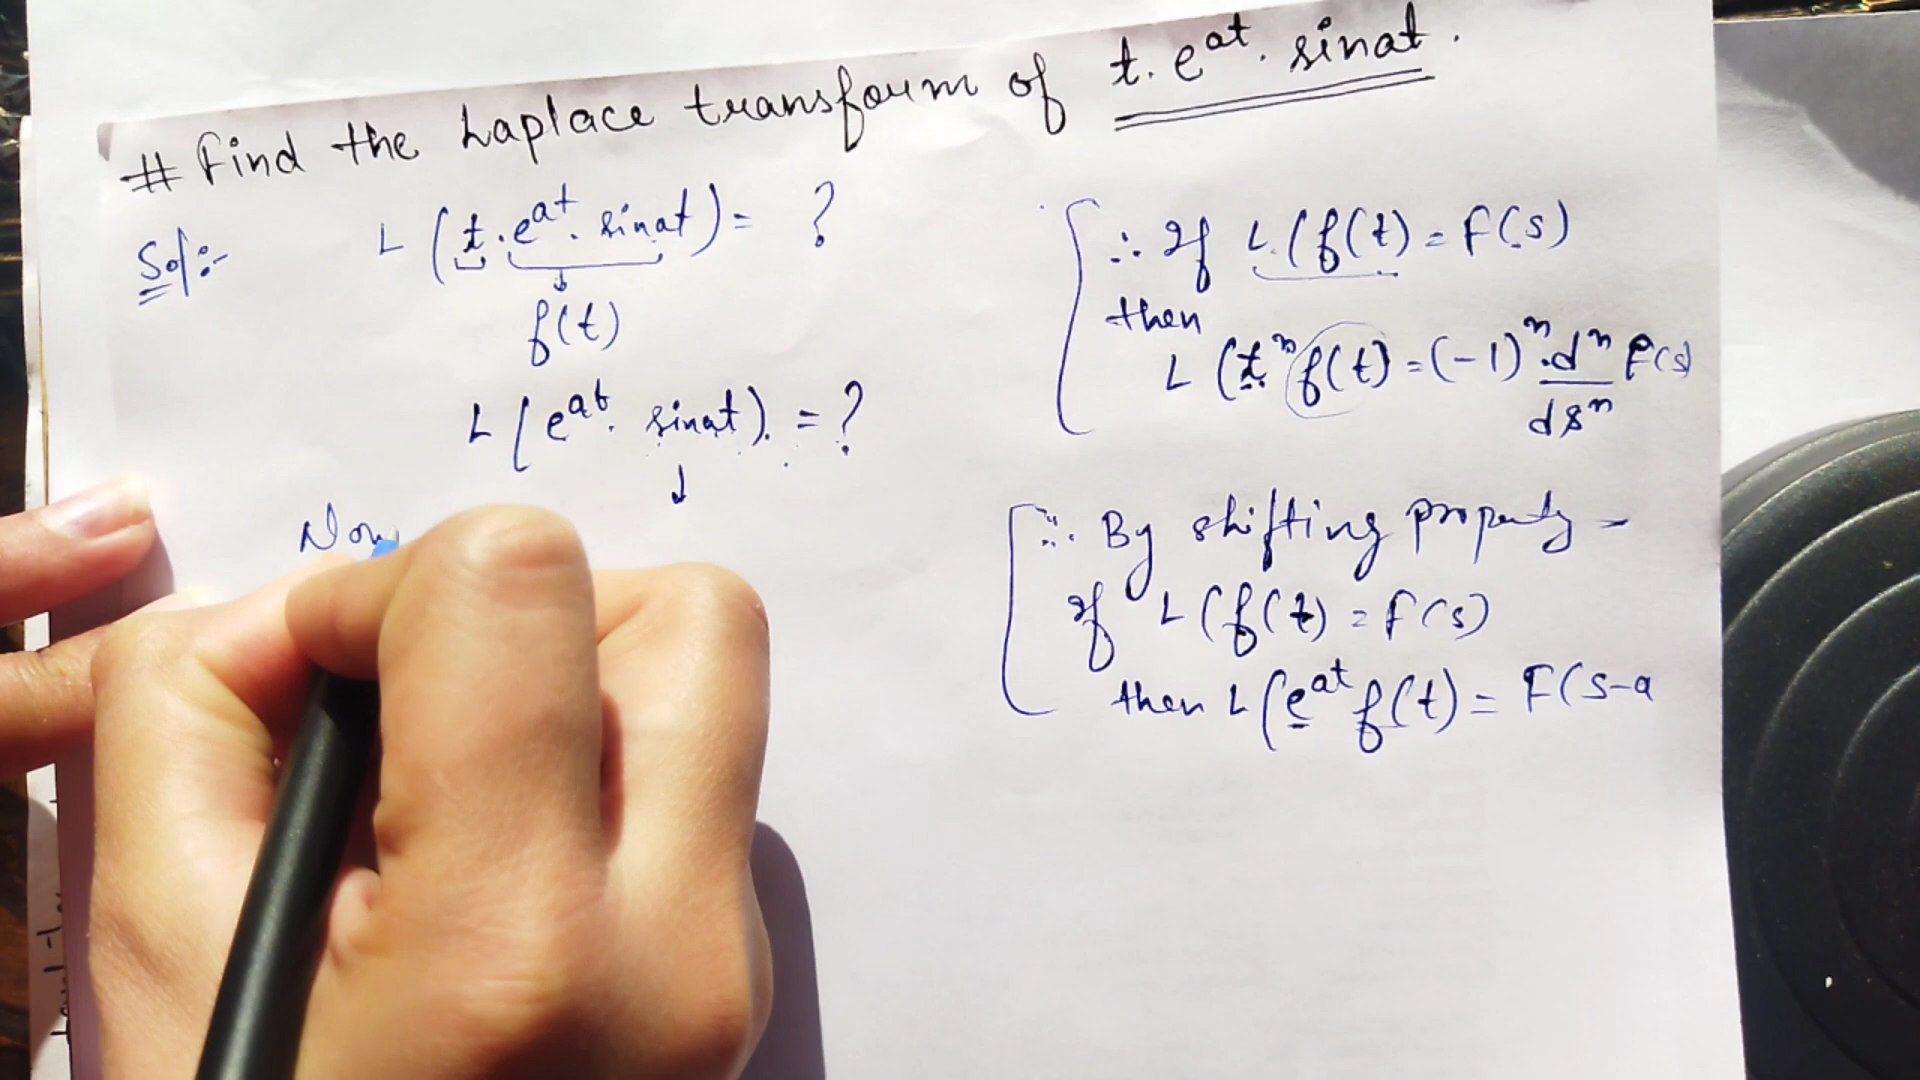 # Find the Laplace transform of t. e^at. sinat.
Sol:-
L (t. e^at. sinat) = ?
f(t)
L (e^at. sinat). = ?
Now
∴ If L (f(t) = F(s)
then
L (t^n f(t) = (-1)^n. d^n F(s)
ds^n
∴ By shifting property -
If L (f(t) = F(s)
then L (e^at f(t) = F(s-a